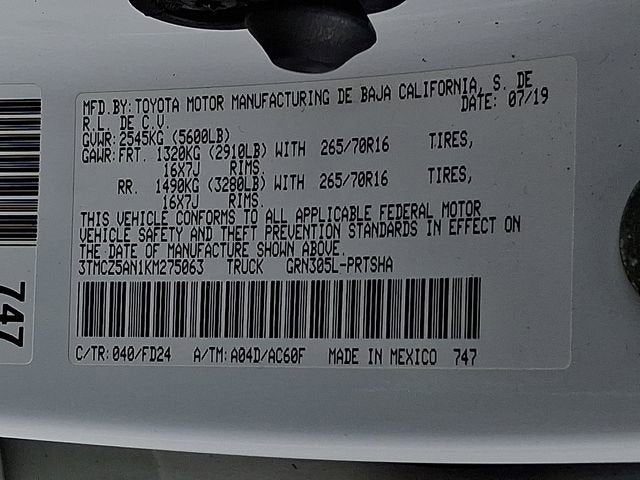 MFD.BY:TOYOTA MOTOR MANUFACTURING DE BAJA CALIFORNIA, S. DE
R.L. DE C.V. DATE: 07/19
GVWR:2545KG (5600LB)
GAWR:FRT. 1320KG (2910LB) WITH 265/70R16 TIRES,
16X7J RIMS.
RR. 1490KG (3280LB) WITH 265/70R16 TIRES,
16X7J RIMS.
THIS VEHICLE CONFORMS TO ALL APPLICABLE FEDERAL MOTOR
VEHICLE SAFETY AND THEFT PREVENTION STANDARDS IN EFFECT ON
THE DATE OF MANUFACTURE SHOWN ABOVE.
3TMCZ5AN1KM275063 TRUCK GRN305L-PRTSHA
C/TR:040/FD24 A/TM:A04D/AC60F MADE IN MEXICO 747
747